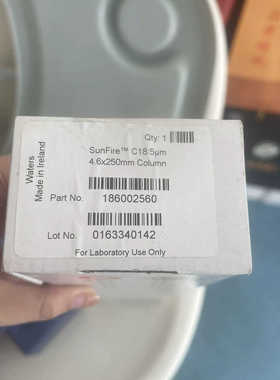 Qty: 1
SunFire™ C18 5µm
4.6x250mm Column
Waters
Made in Ireland
Part No. 186002560
Lot No. 0163340142
For Laboratory Use Only